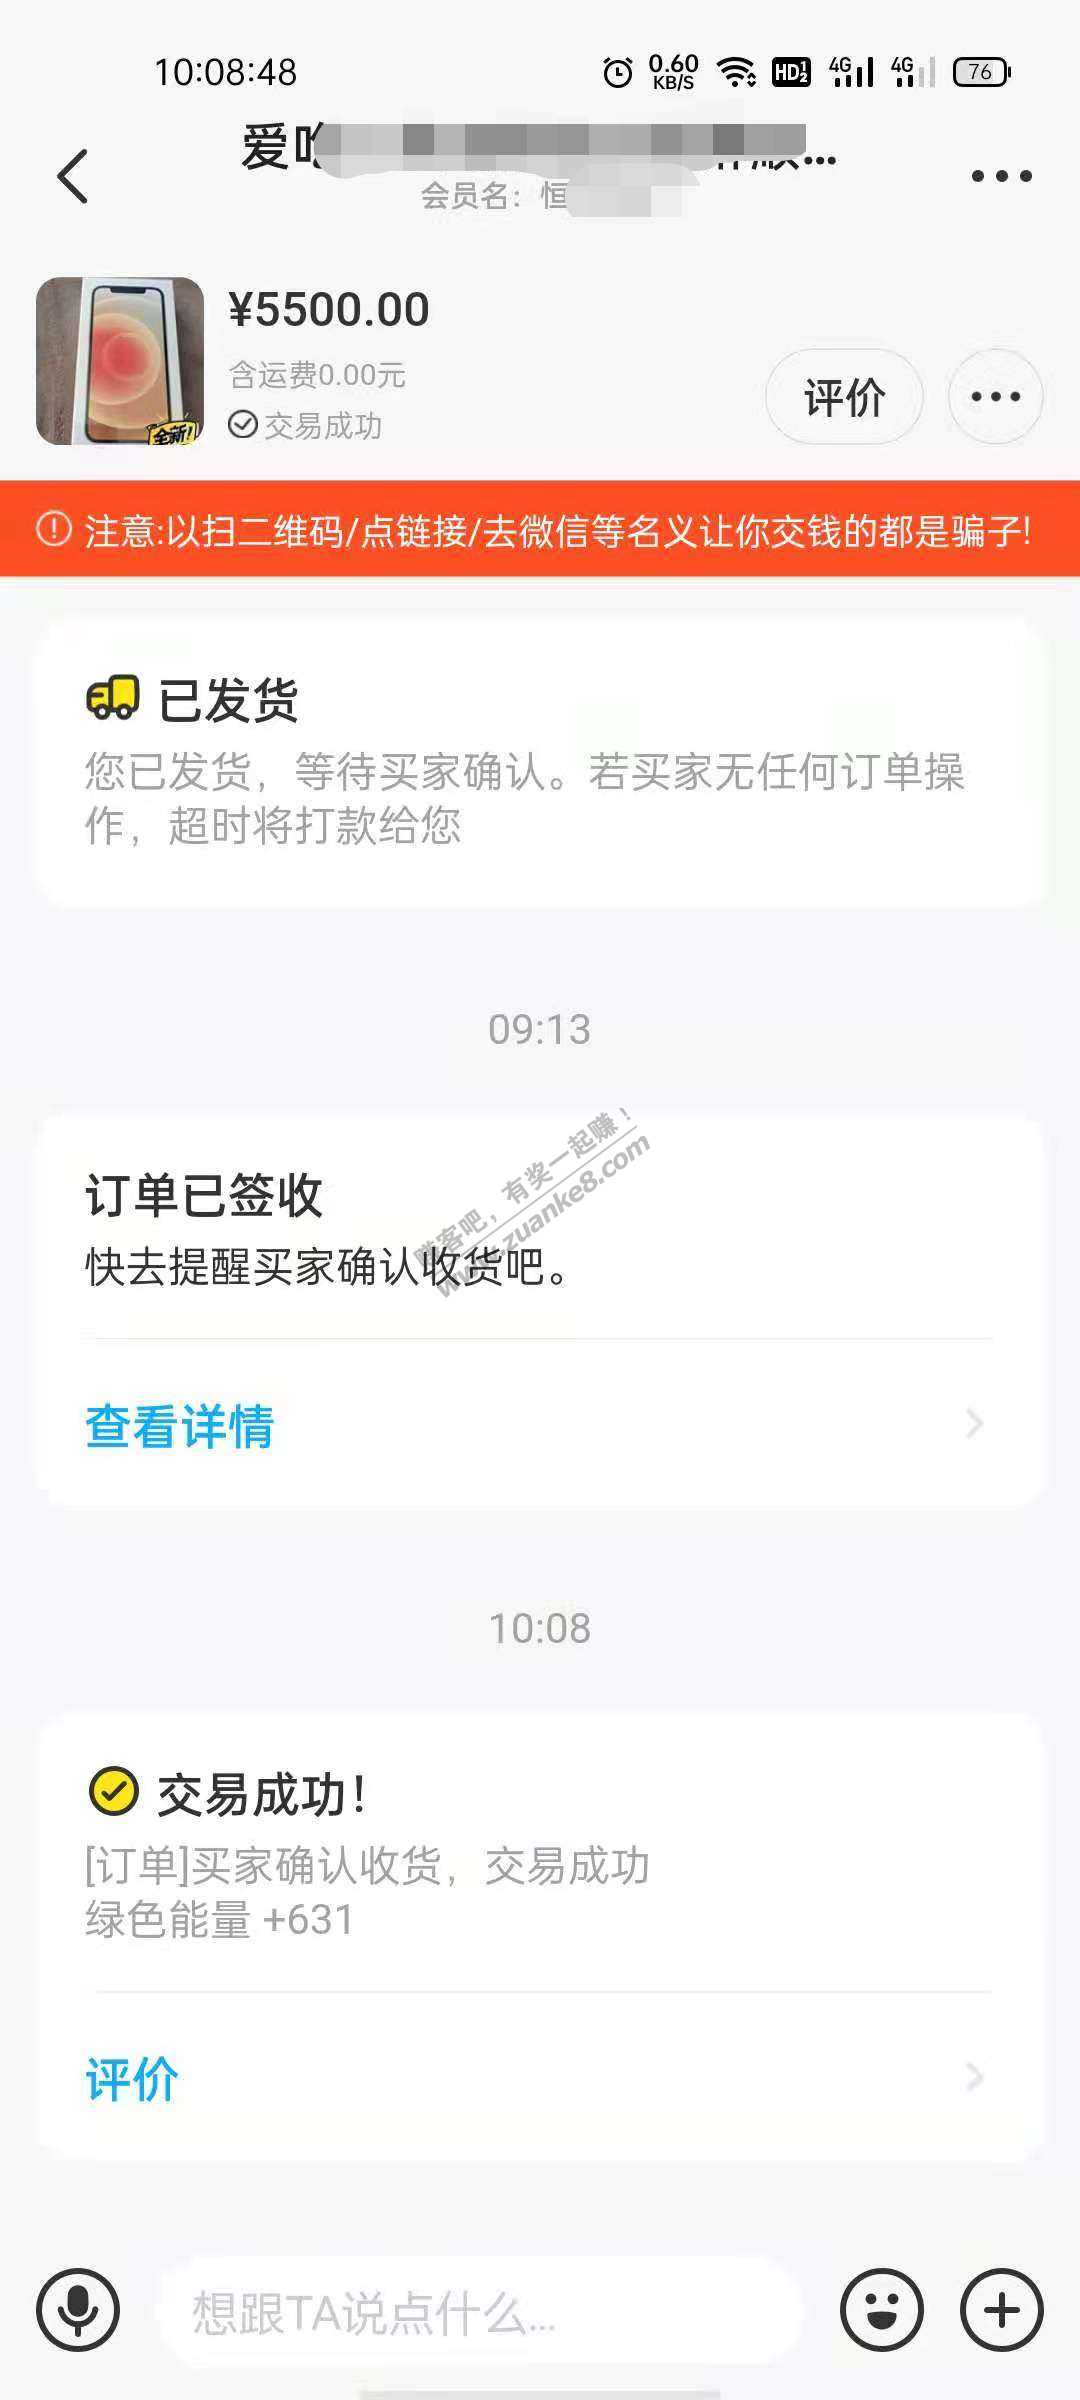 10:08:48
0.60
KB/S
HD
4G
4G
76
爱
会员名：恒
¥5500.00
含运费0.00元
全新!
交易成功
评价
注意:以扫二维码/点链接/去微信等名义让你交钱的都是骗子!
已发货
您已发货，等待买家确认。若买家无任何订单操
作，超时将打款给您
09:13
订单已签收
快去提醒买家确认收货吧。
赚客吧，有奖一起赚！
www.zuanke8.com
查看详情
10:08
交易成功！
[订单]买家确认收货，交易成功
绿色能量 +631
评价
想跟TA说点什么...